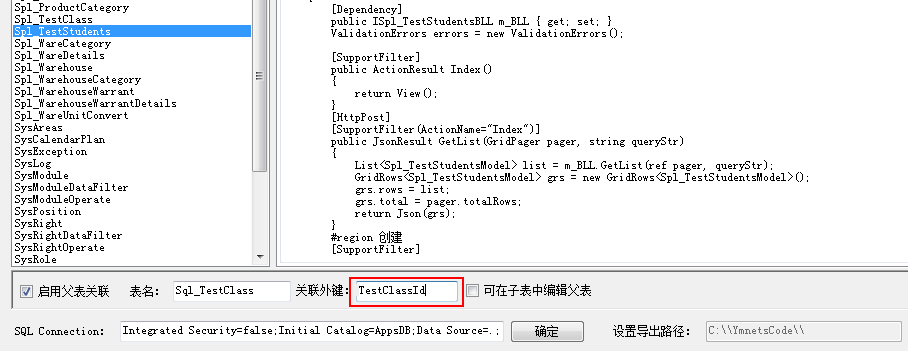 Spl_ProductCategory
Spl_TestClass
Spl_TestStudents
Spl_WareCategory
Spl_WareDetails
Spl_Warehouse
Spl_WarehouseCategory
Spl_WarehouseWarrant
Spl_WarehouseWarrantDetails
Spl_WareUnitConvert
SysAreas
SysCalendarPlan
SysException
SysLog
SysModule
SysModuleDataFilter
SysModuleOperate
SysPosition
SysRight
SysRightDataFilter
SysRightOperate
SysRole
{
[Dependency]
public ISpl_TestStudentsBLL m_BLL { get; set; }
ValidationErrors errors = new ValidationErrors();
[SupportFilter]
public ActionResult Index()
{
return View();
}
[HttpPost]
[SupportFilter(ActionName="Index")]
public JsonResult GetList(GridPager pager, string queryStr)
{
List<Spl_TestStudentsModel> list = m_BLL.GetList(ref pager, queryStr);
GridRows<Spl_TestStudentsModel> grs = new GridRows<Spl_TestStudentsModel>();
grs.rows = list;
grs.total = pager.totalRows;
return Json(grs);
}
#region 创建
[SupportFilter]
启用父表关联 表名: Sql_TestClass 关联外键: TestClassId 可在子表中编辑父表
SQL Connection: Integrated Security=false;Initial Catalog=AppsDB;Data Source=.; 确定 设置导出路径: C:\\YmnetsCode\\